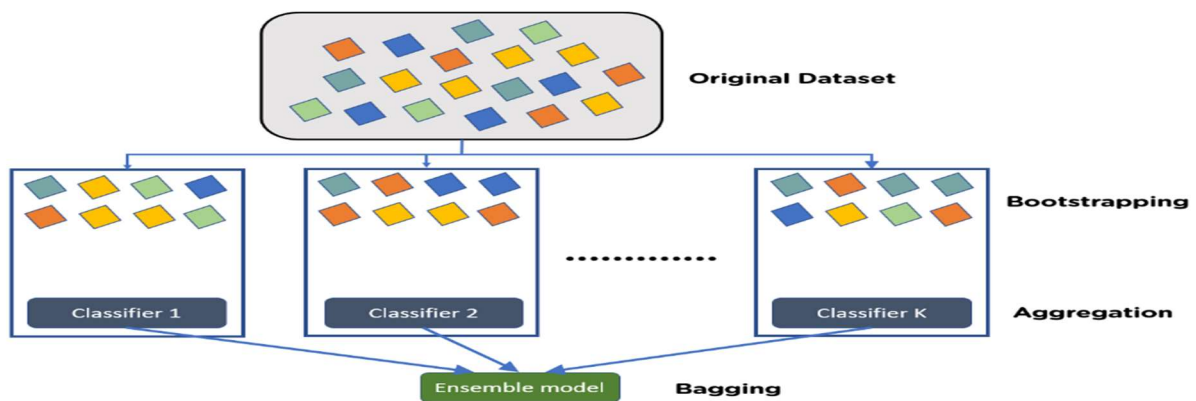 Original Dataset
Bootstrapping
Classifier 1
Classifier 2
Classifier K
Aggregation
Ensemble model
Bagging